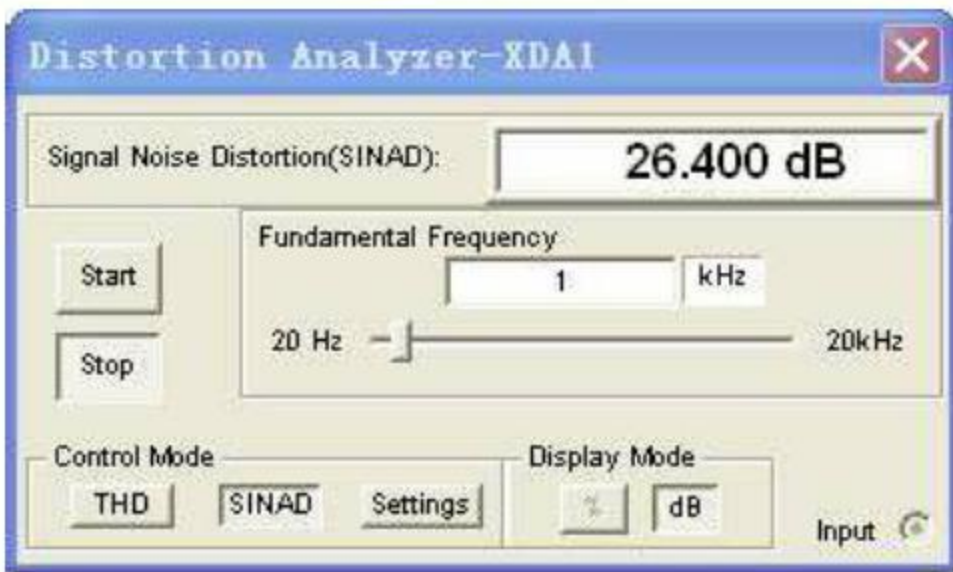 Distortion Analyzer-XDA1
Signal Noise Distortion(SINAD): 26.400 dB
Fundamental Frequency
1 kHz
20 Hz 20kHz
Start
Stop
Control Mode
THD SINAD Settings
Display Mode
% dB
Input